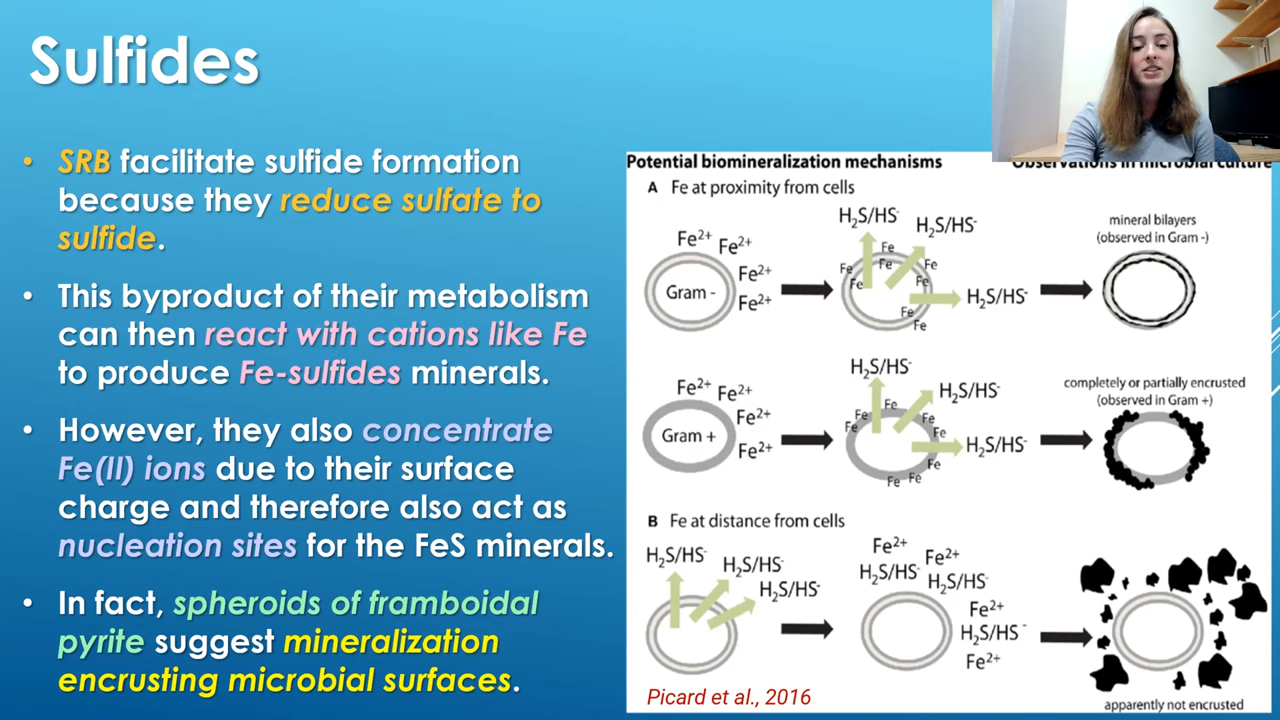 Sulfides
• SRB facilitate sulfide formation
because they reduce sulfate to
sulfide.
• This byproduct of their metabolism
can then react with cations like Fe
to produce Fe-sulfides minerals.
• However, they also concentrate
Fe(II) ions due to their surface
charge and therefore also act as
nucleation sites for the FeS minerals.
• In fact, spheroids of framboidal
pyrite suggest mineralization
encrusting microbial surfaces.
Potential biomineralization mechanisms
Observations in microbial culture
A Fe at proximity from cells
Fe²⁺ Fe²⁺
Fe²⁺
Fe²⁺
Gram -
H₂S/HS⁻
H₂S/HS⁻
H₂S/HS⁻
Fe
Fe Fe Fe
Fe Fe
Fe
Fe
mineral bilayers
(observed in Gram -)
Fe²⁺ Fe²⁺
Fe²⁺
Fe²⁺
Gram +
H₂S/HS⁻
H₂S/HS⁻
H₂S/HS⁻
Fe
Fe Fe
Fe Fe
Fe
Fe Fe
completely or partially encrusted
(observed in Gram +)
B Fe at distance from cells
H₂S/HS⁻
H₂S/HS⁻
H₂S/HS⁻
Fe²⁺
Fe²⁺
H₂S/HS⁻
H₂S/HS⁻
Fe²⁺
H₂S/HS⁻
Fe²⁺
apparently not encrusted
Picard et al., 2016